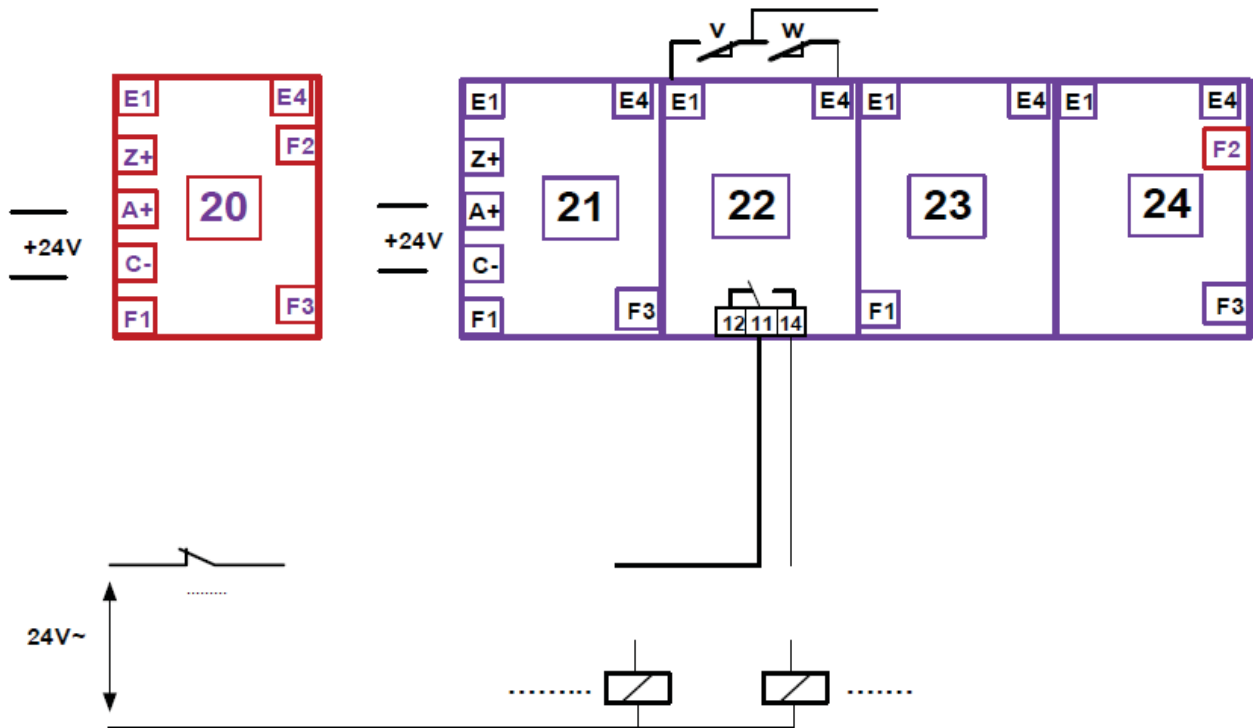 V W
E1 E4 E1 E4 E1 E4 E1 E4 E1 E4
F2 F2
Z+ Z+
A+ 20 A+ 21 22 23 24
+24V +24V
C- C-
F3 F3 F1 F3
F1 F1 12 11 14
24V~